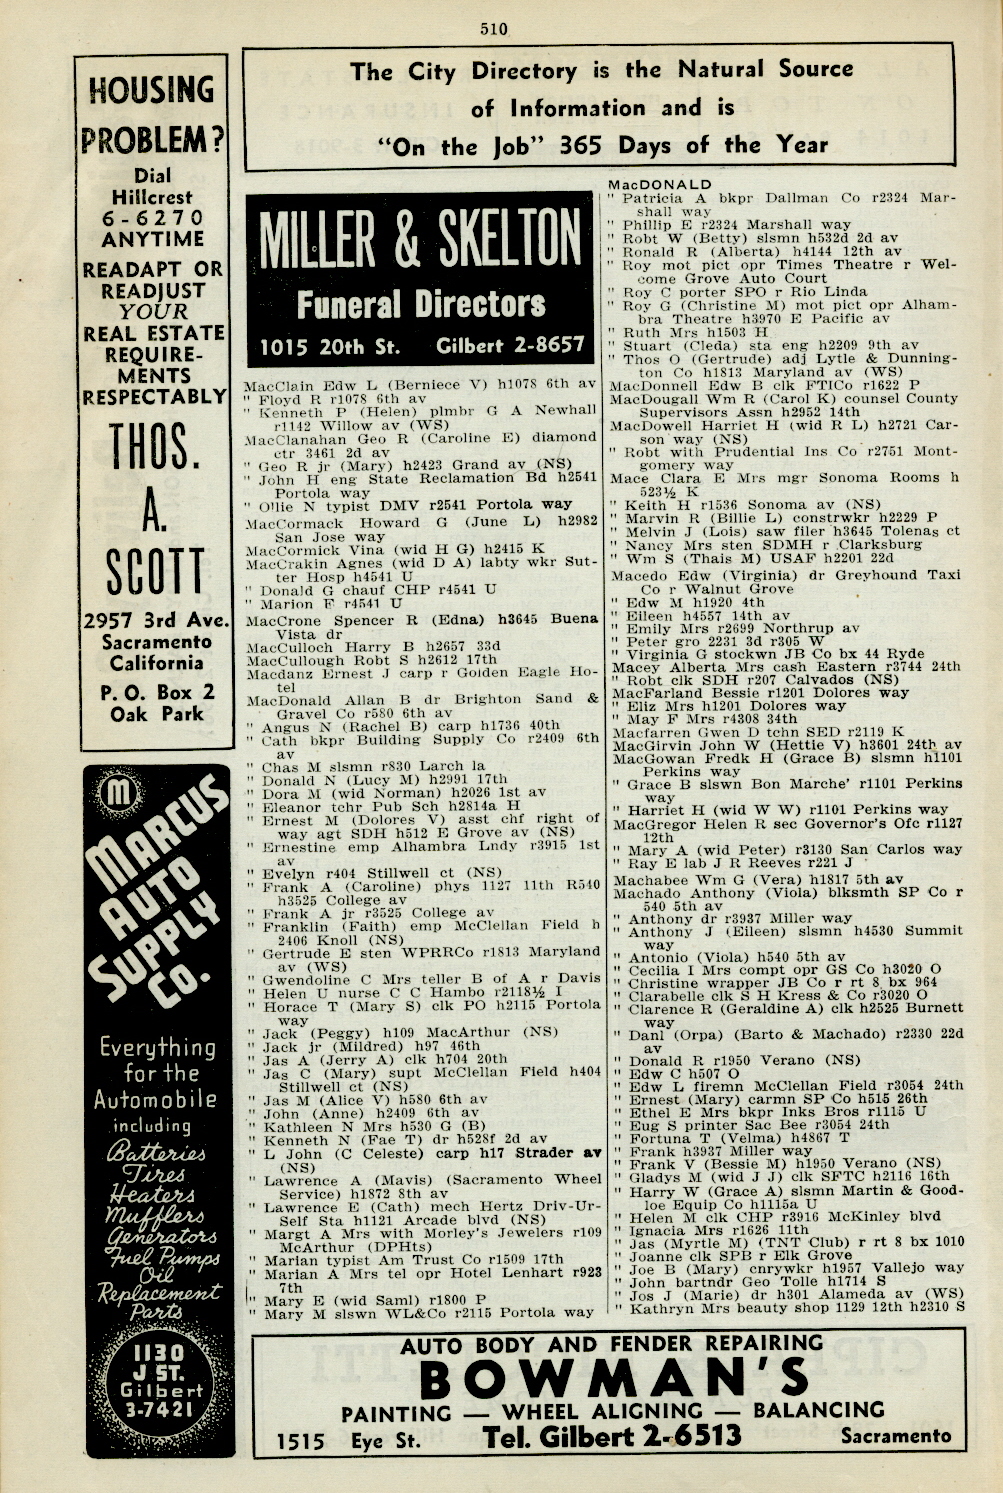 510
HOUSING
PROBLEM?
Dial
Hillcrest
6-6270
ANYTIME
READAPT OR
READJUST
YOUR
REAL ESTATE
REQUIRE-
MENTS
RESPECTABLY
THOS.
A.
SCOTT
2957 3rd Ave.
Sacramento
California
P. O. Box 2
Oak Park
M
MARCUS
AUTO
SUPPLY
CO.
Everything
for the
Automobile
including
Batteries
Tires
Heaters
Mufflers
Generators
Fuel Pumps
Oil
Replacement
Parts
1130
J ST.
Gilbert
3-7421
The City Directory is the Natural Source
of Information and is
"On the Job" 365 Days of the Year
MILLER & SKELTON
Funeral Directors
1015 20th St. Gilbert 2-8657
MacClain Edw L (Berniece V) h1078 6th av
" Floyd R r1078 6th av
" Kenneth P (Helen) plmbr G A Newhall
r1142 Willow av (WS)
MacClanahan Geo R (Caroline E) diamond
ctr 3461 2d av
" Geo R jr (Mary) h2423 Grand av (NS)
" John H eng State Reclamation Bd h2541
Portola way
" Ollie N typist DMV r2541 Portola way
MacCormack Howard G (June L) h2982
San Jose way
MacCormick Vina (wid H G) h2415 K
MacCrakin Agnes (wid D A) labty wkr Sut-
ter Hosp h4541 U
" Donald G chauf CHP r4541 U
" Marion F r4541 U
MacCrone Spencer R (Edna) h3645 Buena
Vista dr
MacCulloch Harry B h2657 33d
MacCullough Robt S h2612 17th
Macdanz Ernest J carp r Golden Eagle Ho-
tel
MacDonald Allan B dr Brighton Sand &
Gravel Co r580 6th av
" Angus N (Rachel B) carp h1736 40th
" Cath bkpr Building Supply Co r2409 6th
av
" Chas M slsmn r830 Larch la
" Donald N (Lucy M) h2991 17th
" Dora M (wid Norman) h2026 1st av
" Eleanor tchr Pub Sch h2814a H
" Ernest M (Dolores V) asst chf right of
way agt SDH h512 E Grove av (NS)
" Ernestine emp Alhambra Lndy r3915 1st
av
" Evelyn r404 Stillwell ct (NS)
" Frank A (Caroline) phys 1127 11th R540
h3525 College av
" Frank A jr r3525 College av
" Franklin (Faith) emp McClellan Field h
2406 Knoll (NS)
" Gertrude E sten WPRRCo r1813 Maryland
av (WS)
" Gwendoline C Mrs teller B of A r Davis
" Helen U nurse C C Hambo r2118½ I
" Horace T (Mary S) clk PO h2115 Portola
way
" Jack (Peggy) h109 MacArthur (NS)
" Jack jr (Mildred) h97 46th
" Jas A (Jerry A) clk h704 20th
" Jas C (Mary) supt McClellan Field h404
Stillwell ct (NS)
" Jas M (Alice V) h580 6th av
" John (Anne) h2409 6th av
" Kathleen N Mrs h530 G (B)
" Kenneth N (Fae T) dr h528f 2d av
" L John (C Celeste) carp h17 Strader av
(NS)
" Lawrence A (Mavis) (Sacramento Wheel
Service) h1872 8th av
" Lawrence E (Cath) mech Hertz Driv-Ur-
Self Sta h1121 Arcade blvd (NS)
" Margt A Mrs with Morley's Jewelers r109
McArthur (DPHts)
" Marian typist Am Trust Co r1509 17th
" Marian A Mrs tel opr Hotel Lenhart r923
7th
" Mary E (wid Saml) r1800 P
" Mary M slswn WL&Co r2115 Portola way
MacDONALD
" Patricia A bkpr Dallman Co r2324 Mar-
shall way
" Phillip E r2324 Marshall way
" Robt W (Betty) slsmn h532d 2d av
" Ronald R (Alberta) h4144 12th av
" Roy mot pict opr Times Theatre r Wel-
come Grove Auto Court
" Roy C porter SPO r Rio Linda
" Roy G (Christine M) mot pict opr Alham-
bra Theatre h3970 E Pacific av
" Ruth Mrs h1503 H
" Stuart (Cleda) sta eng h2209 9th av
" Thos O (Gertrude) adj Lytle & Dunning-
ton Co h1813 Maryland av (WS)
MacDonnell Edw B clk FTICo r1622 P
MacDougall Wm R (Carol K) counsel County
Supervisors Assn h2952 14th
MacDowell Harriet H (wid R L) h2721 Car-
son way (NS)
" Robt with Prudential Ins Co r2751 Mont-
gomery way
Mace Clara E Mrs mgr Sonoma Rooms h
523½ K
" Keith H r1536 Sonoma av (NS)
" Marvin R (Billie L) constrwkr h2229 P
" Melvin J (Lois) saw filer h3645 Tolenas ct
" Nancy Mrs sten SDMH r Clarksburg
" Wm S (Thais M) USAF h2201 22d
Macedo Edw (Virginia) dr Greyhound Taxi
Co r Walnut Grove
" Edw M h1920 4th
" Eileen h4557 14th av
" Emily Mrs r2699 Northrup av
" Peter gro 2231 3d r305 W
" Virginia G stockwn JB Co bx 44 Ryde
Macey Alberta Mrs cash Eastern r3744 24th
" Robt clk SDH r207 Calvados (NS)
MacFarland Bessie r1201 Dolores way
" Eliz Mrs h1201 Dolores way
" May F Mrs r4308 34th
Macfarren Gwen D tchn SED r2119 K
MacGirvin John W (Hettie V) h3601 24th av
MacGowan Fredk H (Grace B) slsmn h1101
Perkins way
" Grace B slswn Bon Marche' r1101 Perkins
way
" Harriet H (wid W W) r1101 Perkins way
MacGregor Helen R sec Governor's Ofc r1127
12th
" Mary A (wid Peter) r3130 San Carlos way
" Ray E lab J R Reeves r221 J
Machabee Wm G (Vera) h1817 5th av
Machado Anthony (Viola) blksmth SP Co r
540 5th av
" Anthony dr r3937 Miller way
" Anthony J (Eileen) slsmn h4530 Summit
way
" Antonio (Viola) h540 5th av
" Cecilia I Mrs compt opr GS Co h3020 O
" Christine wrapper JB Co r rt 8 bx 964
" Clarabelle clk S H Kress & Co r3020 O
" Clarence R (Geraldine A) clk h2525 Burnett
way
" Danl (Orpa) (Barto & Machado) r2330 22d
av
" Donald R r1950 Verano (NS)
" Edw C h507 O
" Edw L firemn McClellan Field r3054 24th
" Ernest (Mary) carmn SP Co h515 26th
" Ethel E Mrs bkpr Inks Bros r1115 U
" Eug S printer Sac Bee r3054 24th
" Fortuna T (Velma) h4867 T
" Frank h3937 Miller way
" Frank V (Bessie M) h1950 Verano (NS)
" Gladys M (wid J J) clk SFTC h2116 16th
" Harry W (Grace A) slsmn Martin & Good-
loe Equip Co h1115a U
" Helen M clk CHP r3916 McKinley blvd
" Ignacia Mrs r1626 11th
" Jas (Myrtle M) (TNT Club) r rt 8 bx 1010
" Joanne clk SPB r Elk Grove
" Joe B (Mary) cnrywkr h1957 Vallejo way
" John bartndr Geo Tolle h1714 S
" Jos J (Marie) dr h301 Alameda av (WS)
" Kathryn Mrs beauty shop 1129 12th h2310 S
AUTO BODY AND FENDER REPAIRING
BOWMAN'S
PAINTING — WHEEL ALIGNING — BALANCING
1515 Eye St. Tel. Gilbert 2-6513 Sacramento